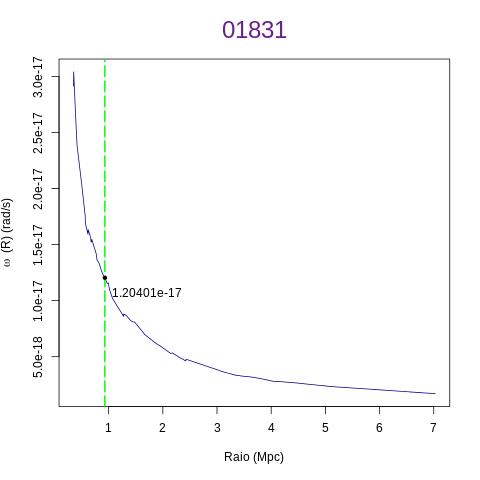 01831
3.0e-17
2.5e-17
2.0e-17
1.5e-17
1.0e-17
5.0e-18
ω (R) (rad/s)
1.20401e-17
1 2 3 4 5 6 7
Raio (Mpc)